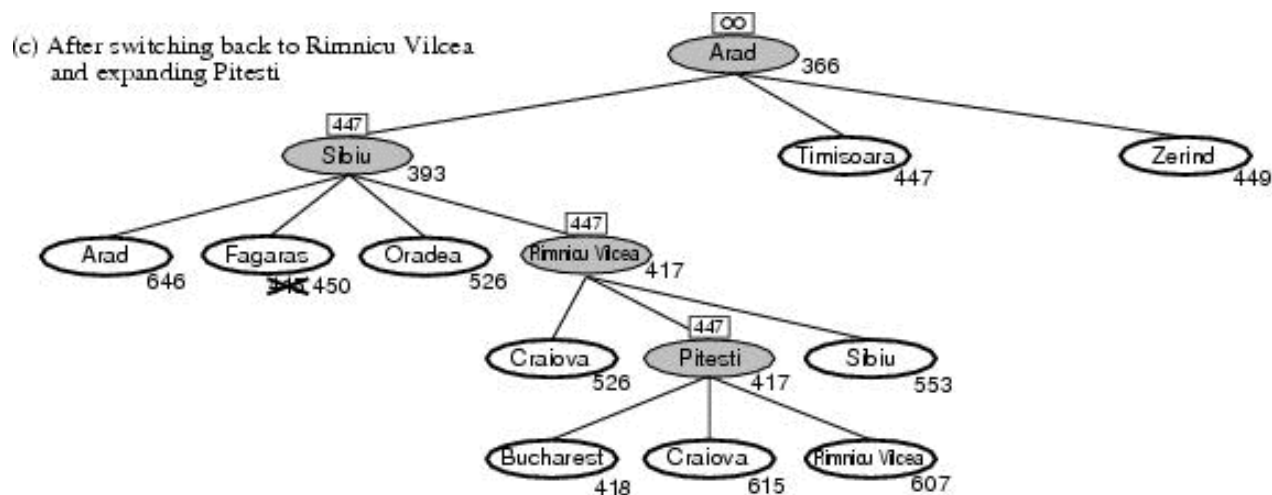 ∞
(c) After switching back to Rimnicu Vilcea
and expanding Pitesti
Arad
366
447
Sibiu
393
Timisoara
447
Zerind
449
Arad
646
Fagaras
450
Oradea
526
447
Rimnicu Vilcea
417
Craiova
526
447
Pitesti
417
Sibiu
553
Bucharest
418
Craiova
615
Rimnicu Vilcea
607